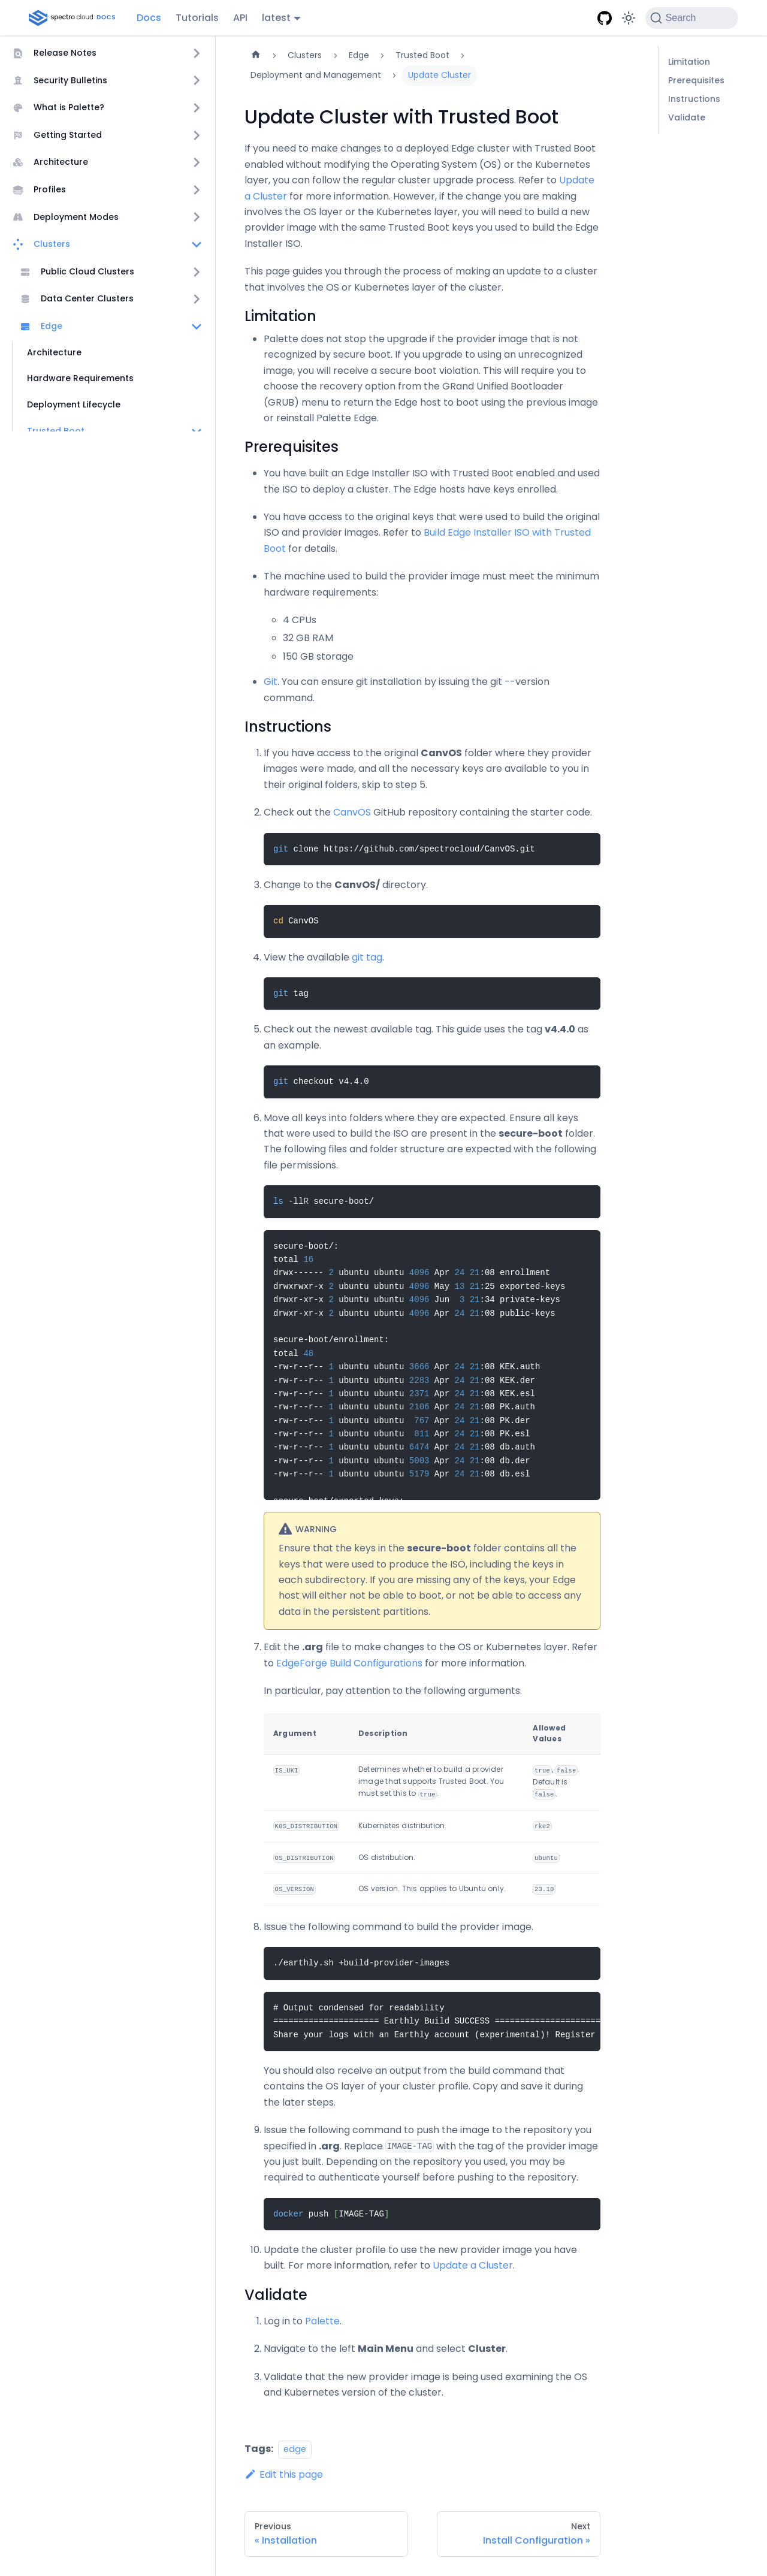 spectro cloud DOCS
Docs
Tutorials
API
latest
Search
Release Notes
Security Bulletins
What is Palette?
Getting Started
Architecture
Profiles
Deployment Modes
Clusters
Public Cloud Clusters
Data Center Clusters
Edge
Architecture
Hardware Requirements
Deployment Lifecycle
Trusted Boot
Clusters
Edge
Trusted Boot
Deployment and Management
Update Cluster
Update Cluster with Trusted Boot
If you need to make changes to a deployed Edge cluster with Trusted Boot
enabled without modifying the Operating System (OS) or the Kubernetes
layer, you can follow the regular cluster upgrade process. Refer to Update
a Cluster for more information. However, if the change you are making
involves the OS layer or the Kubernetes layer, you will need to build a new
provider image with the same Trusted Boot keys you used to build the Edge
Installer ISO.
This page guides you through the process of making an update to a cluster
that involves the OS or Kubernetes layer of the cluster.
Limitation
• Palette does not stop the upgrade if the provider image that is not
recognized by secure boot. If you upgrade to using an unrecognized
image, you will receive a secure boot violation. This will require you to
choose the recovery option from the GRand Unified Bootloader
(GRUB) menu to return the Edge host to boot using the previous image
or reinstall Palette Edge.
Prerequisites
• You have built an Edge Installer ISO with Trusted Boot enabled and used
the ISO to deploy a cluster. The Edge hosts have keys enrolled.
• You have access to the original keys that were used to build the original
ISO and provider images. Refer to Build Edge Installer ISO with Trusted
Boot for details.
• The machine used to build the provider image must meet the minimum
hardware requirements:
◦ 4 CPUs
◦ 32 GB RAM
◦ 150 GB storage
• Git. You can ensure git installation by issuing the git --version
command.
Instructions
1. If you have access to the original CanvOS folder where they provider
images were made, and all the necessary keys are available to you in
their original folders, skip to step 5.
2. Check out the CanvOS GitHub repository containing the starter code.
git clone https://github.com/spectrocloud/CanvOS.git
3. Change to the CanvOS/ directory.
cd CanvOS
4. View the available git tag.
git tag
5. Check out the newest available tag. This guide uses the tag v4.4.0 as
an example.
git checkout v4.4.0
6. Move all keys into folders where they are expected. Ensure all keys
that were used to build the ISO are present in the secure-boot folder.
The following files and folder structure are expected with the following
file permissions.
ls -llR secure-boot/
secure-boot/:
total 16
drwx------ 2 ubuntu ubuntu 4096 Apr 24 21:08 enrollment
drwxrwxr-x 2 ubuntu ubuntu 4096 May 13 21:25 exported-keys
drwxr-xr-x 2 ubuntu ubuntu 4096 Jun  3 21:34 private-keys
drwxr-xr-x 2 ubuntu ubuntu 4096 Apr 24 21:08 public-keys
secure-boot/enrollment:
total 48
-rw-r--r-- 1 ubuntu ubuntu 3666 Apr 24 21:08 KEK.auth
-rw-r--r-- 1 ubuntu ubuntu 2283 Apr 24 21:08 KEK.der
-rw-r--r-- 1 ubuntu ubuntu 2371 Apr 24 21:08 KEK.esl
-rw-r--r-- 1 ubuntu ubuntu 2106 Apr 24 21:08 PK.auth
-rw-r--r-- 1 ubuntu ubuntu  767 Apr 24 21:08 PK.der
-rw-r--r-- 1 ubuntu ubuntu  811 Apr 24 21:08 PK.esl
-rw-r--r-- 1 ubuntu ubuntu 6474 Apr 24 21:08 db.auth
-rw-r--r-- 1 ubuntu ubuntu 5003 Apr 24 21:08 db.der
-rw-r--r-- 1 ubuntu ubuntu 5179 Apr 24 21:08 db.esl
WARNING
Ensure that the keys in the secure-boot folder contains all the
keys that were used to produce the ISO, including the keys in
each subdirectory. If you are missing any of the keys, your Edge
host will either not be able to boot, or not be able to access any
data in the persistent partitions.
7. Edit the .arg file to make changes to the OS or Kubernetes layer. Refer
to EdgeForge Build Configurations for more information.
In particular, pay attention to the following arguments.
Argument Description Allowed Values
IS_UKI Determines whether to build a provider image that supports Trusted Boot. You must set this to true. true, false. Default is false.
K8S_DISTRIBUTION Kubernetes distribution. rke2
OS_DISTRIBUTION OS distribution. ubuntu
OS_VERSION OS version. This applies to Ubuntu only. 23.10
8. Issue the following command to build the provider image.
./earthly.sh +build-provider-images
# Output condensed for readability
===================== Earthly Build SUCCESS =====================
Share your logs with an Earthly account (experimental)! Register
You should also receive an output from the build command that
contains the OS layer of your cluster profile. Copy and save it during
the later steps.
9. Issue the following command to push the image to the repository you
specified in .arg. Replace IMAGE-TAG with the tag of the provider image
you just built. Depending on the repository you used, you may be
required to authenticate yourself before pushing to the repository.
docker push [IMAGE-TAG]
10. Update the cluster profile to use the new provider image you have
built. For more information, refer to Update a Cluster.
Validate
1. Log in to Palette.
2. Navigate to the left Main Menu and select Cluster.
3. Validate that the new provider image is being used examining the OS
and Kubernetes version of the cluster.
Tags: edge
Edit this page
Previous
« Installation
Next
Install Configuration »
Limitation
Prerequisites
Instructions
Validate